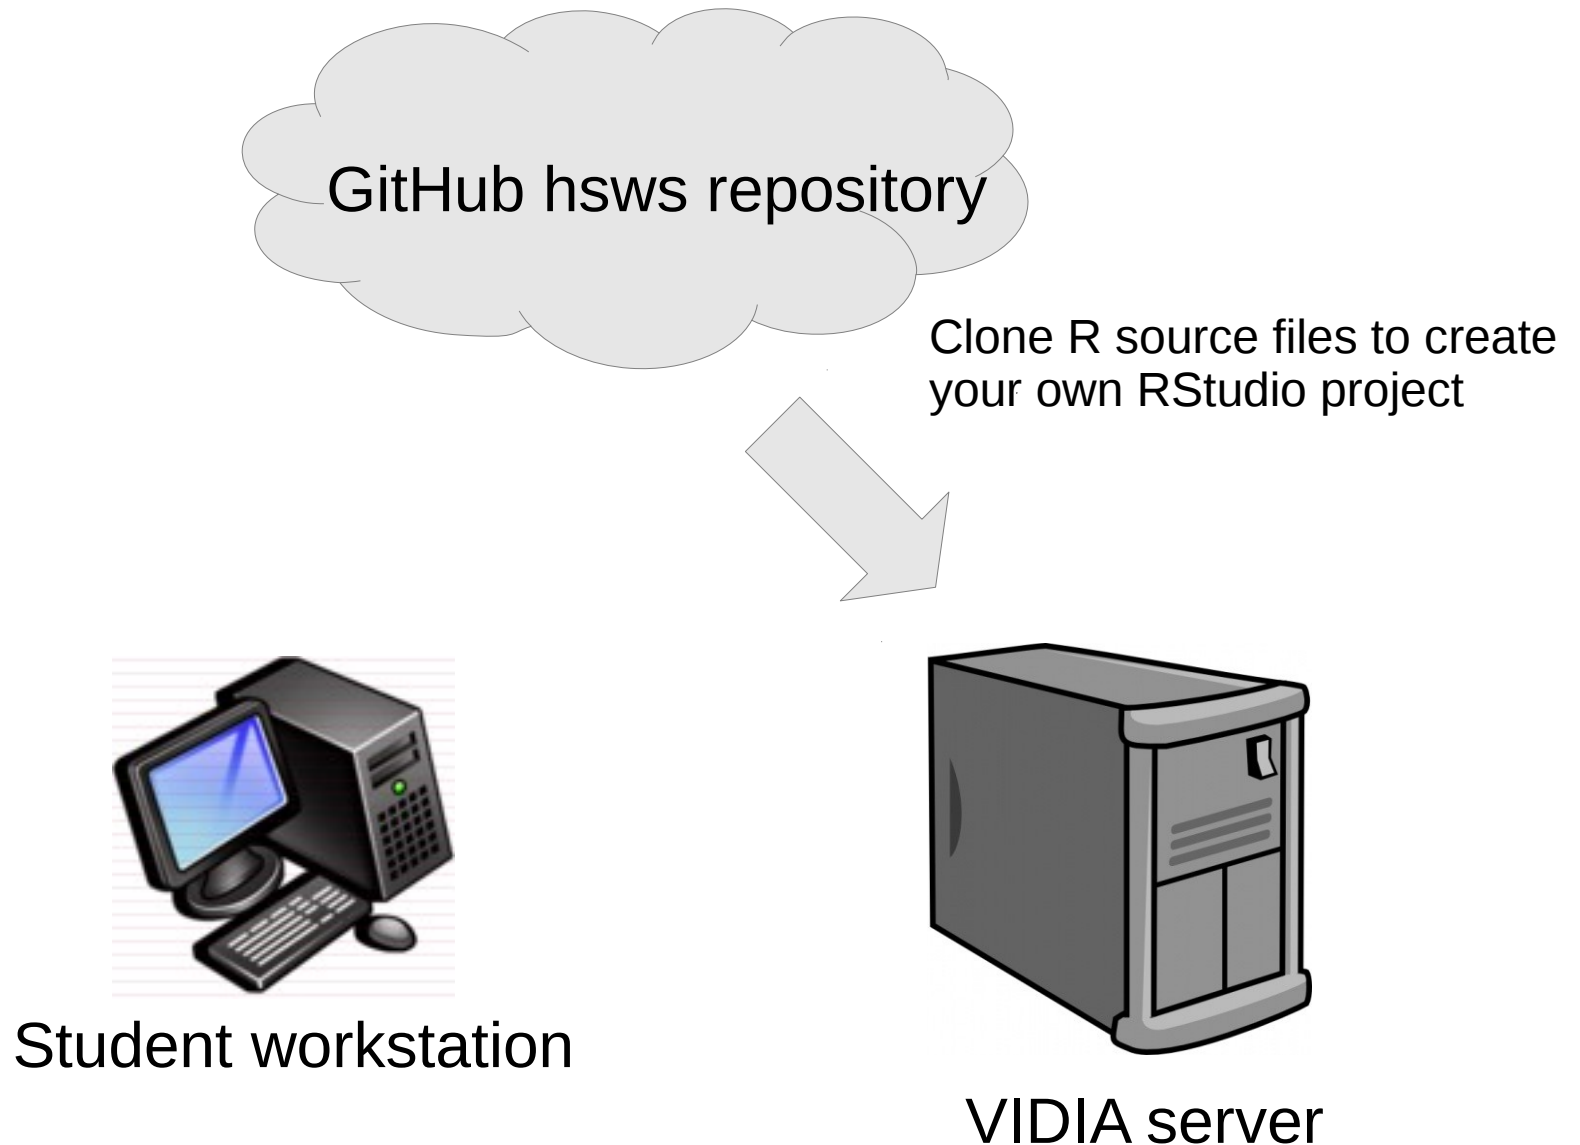 GitHub hsws repository
Clone R source files to create
your own RStudio project
Student workstation
VIDIA server